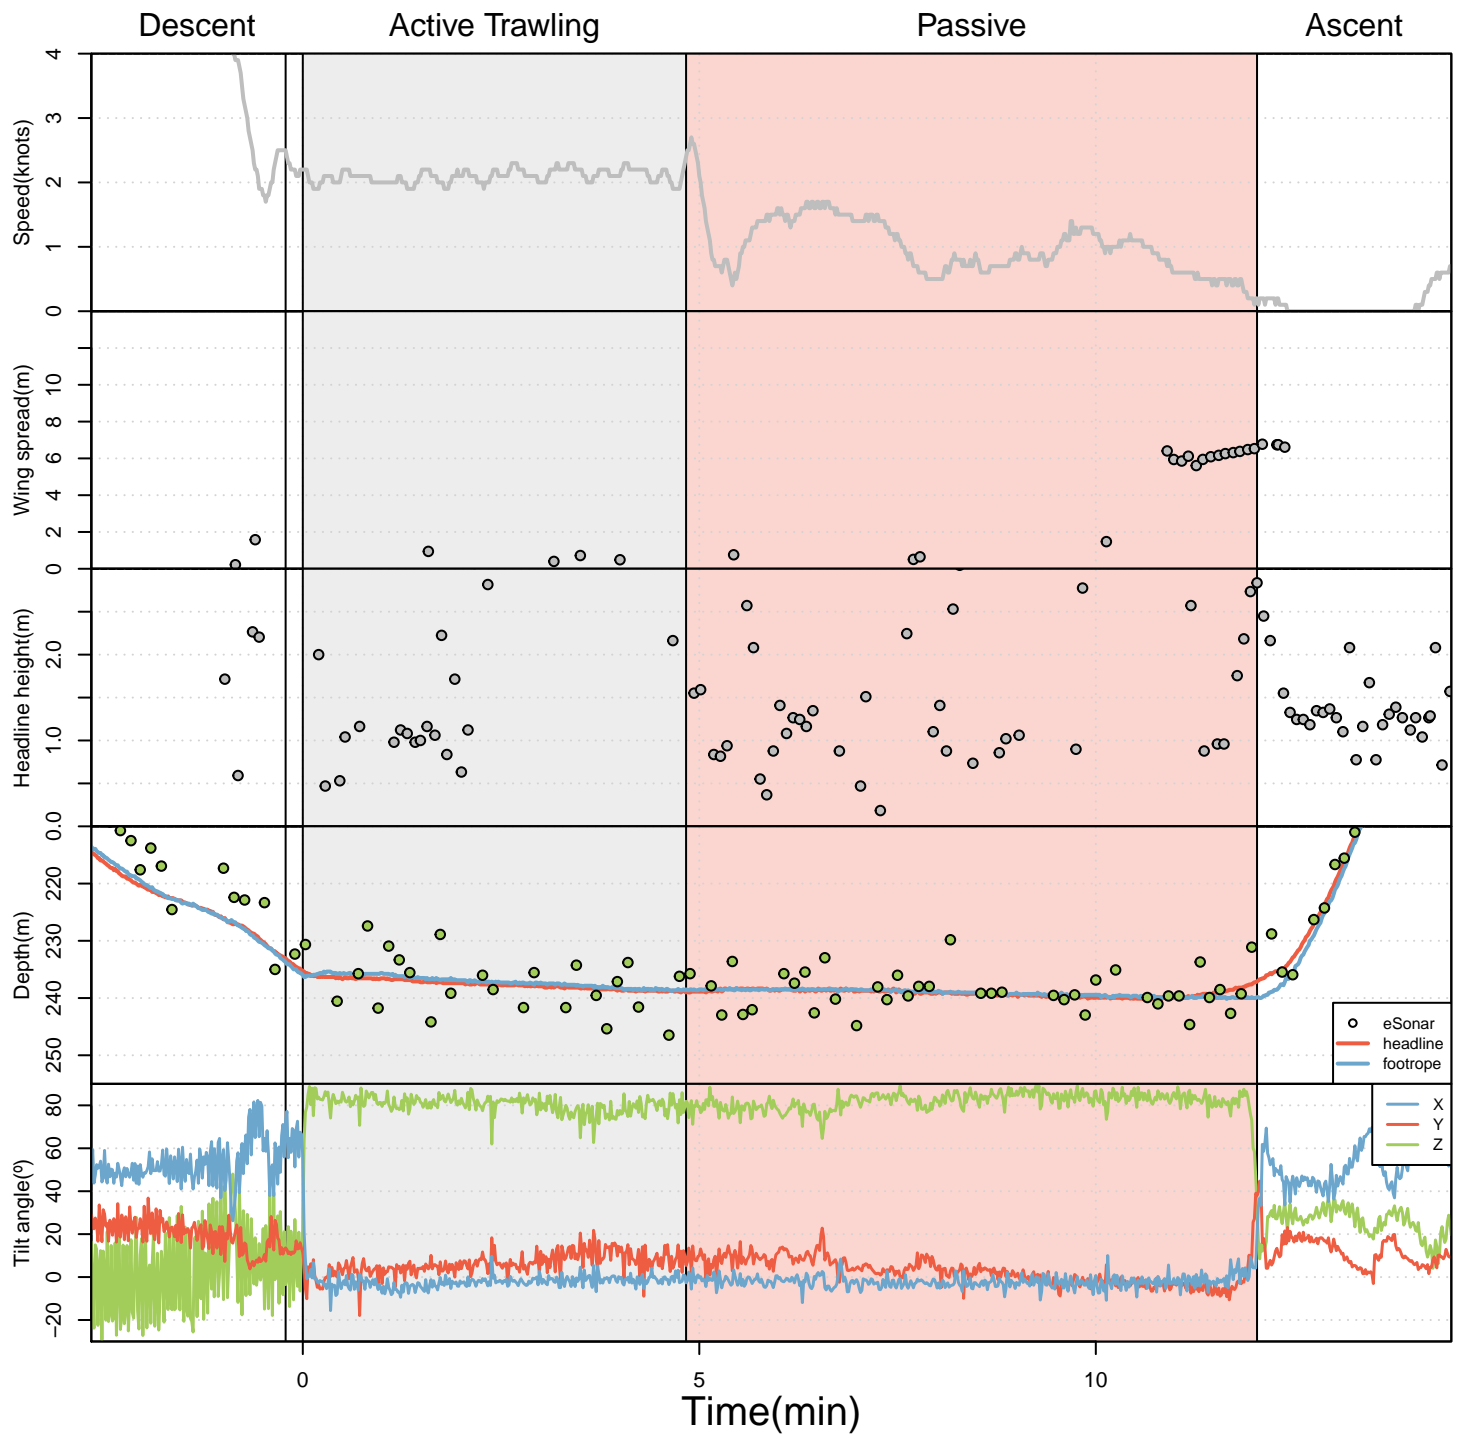 Descent Active Trawling Passive Ascent
Speed(knots)
4
3
2
1
0
Wing spread(m)
10
8
6
4
2
0
Headline height(m)
2.0
1.0
0.0
Depth(m)
220
230
240
250
eSonar
headline
footrope
Tilt angle(º)
80
60
40
20
0
−20
X
Y
Z
0 5 10
Time(min)